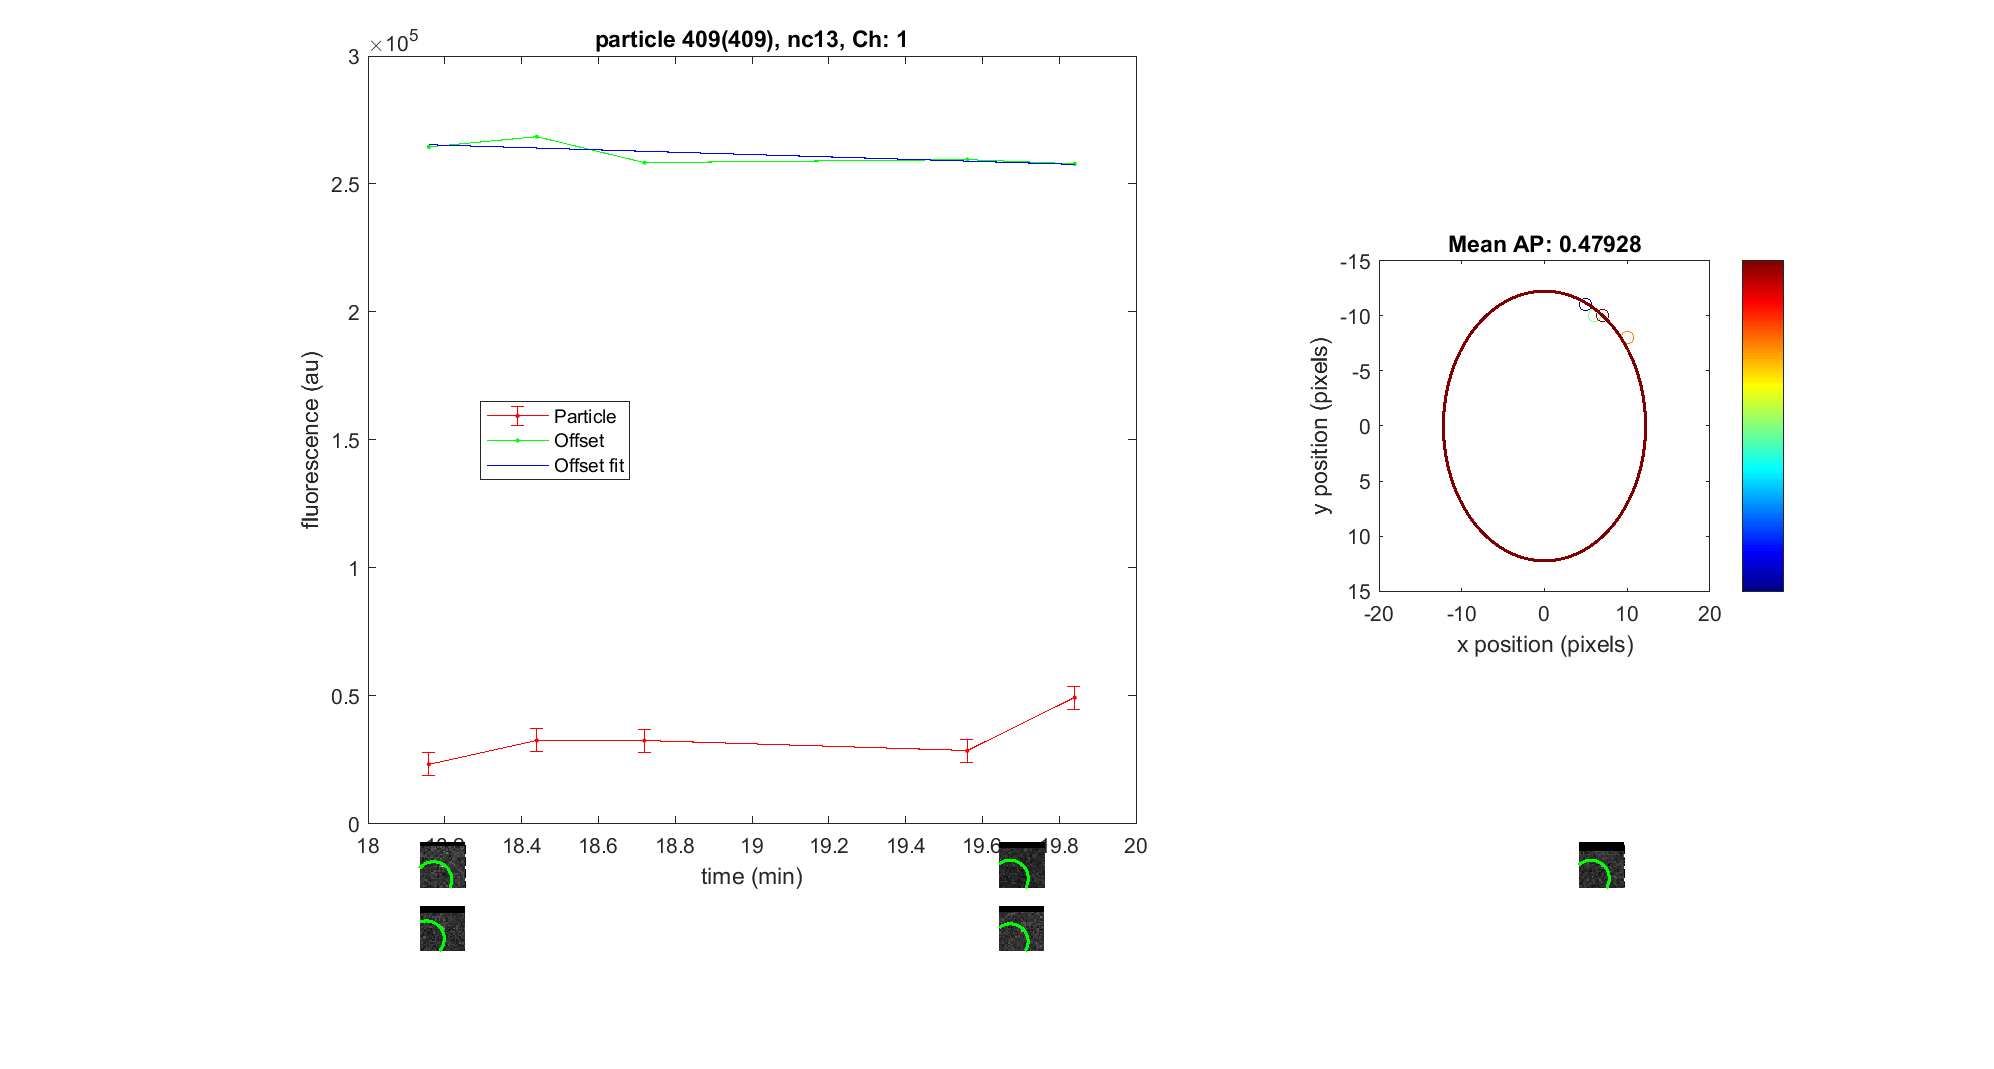 particle 409(409), nc13, Ch: 1
×10^5
3
2.5
2
1.5
1
0.5
0
fluorescence (au)
Particle
Offset
Offset fit
18 18.4 18.6 18.8 19 19.2 19.4 19.6 19.8 20
time (min)
Mean AP: 0.47928
-15
-10
-5
0
5
10
15
y position (pixels)
-20 -10 0 10 20
x position (pixels)